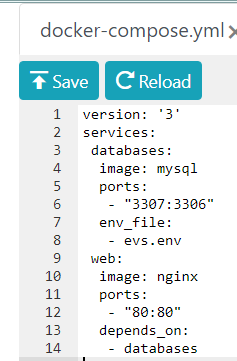 docker-compose.yml ×
Save Reload
1 version: '3'
2 services:
3  databases:
4   image: mysql
5   ports:
6    - "3307:3306"
7   env_file:
8    - evs.env
9  web:
10   image: nginx
11   ports:
12    - "80:80"
13   depends_on:
14    - databases